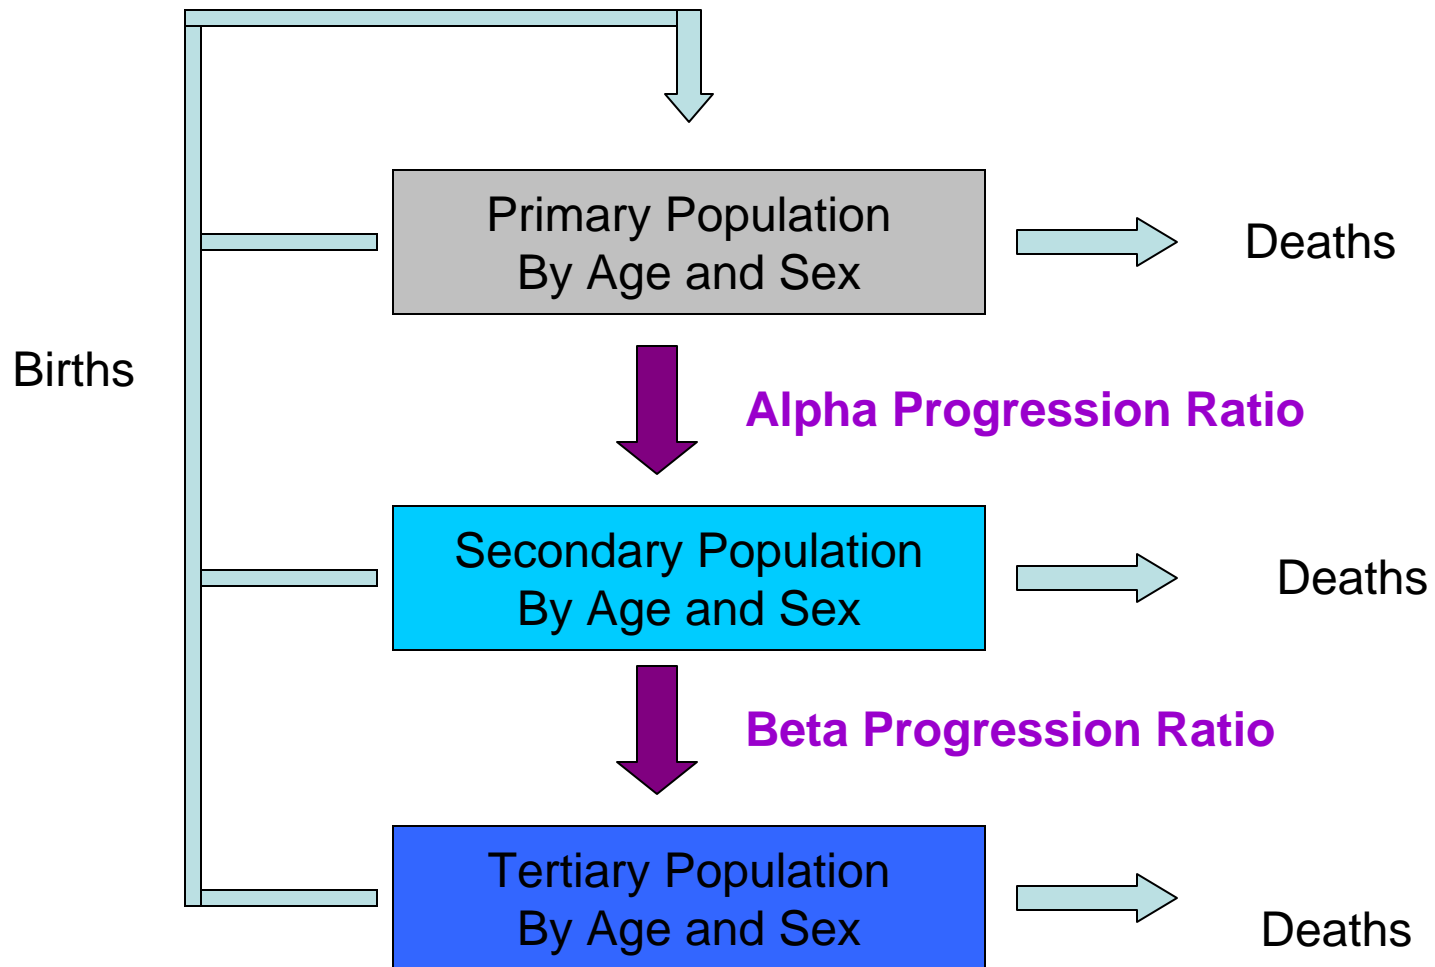 Primary Population
By Age and Sex
Deaths
Births
Alpha Progression Ratio
Secondary Population
By Age and Sex
Deaths
Beta Progression Ratio
Tertiary Population
By Age and Sex
Deaths